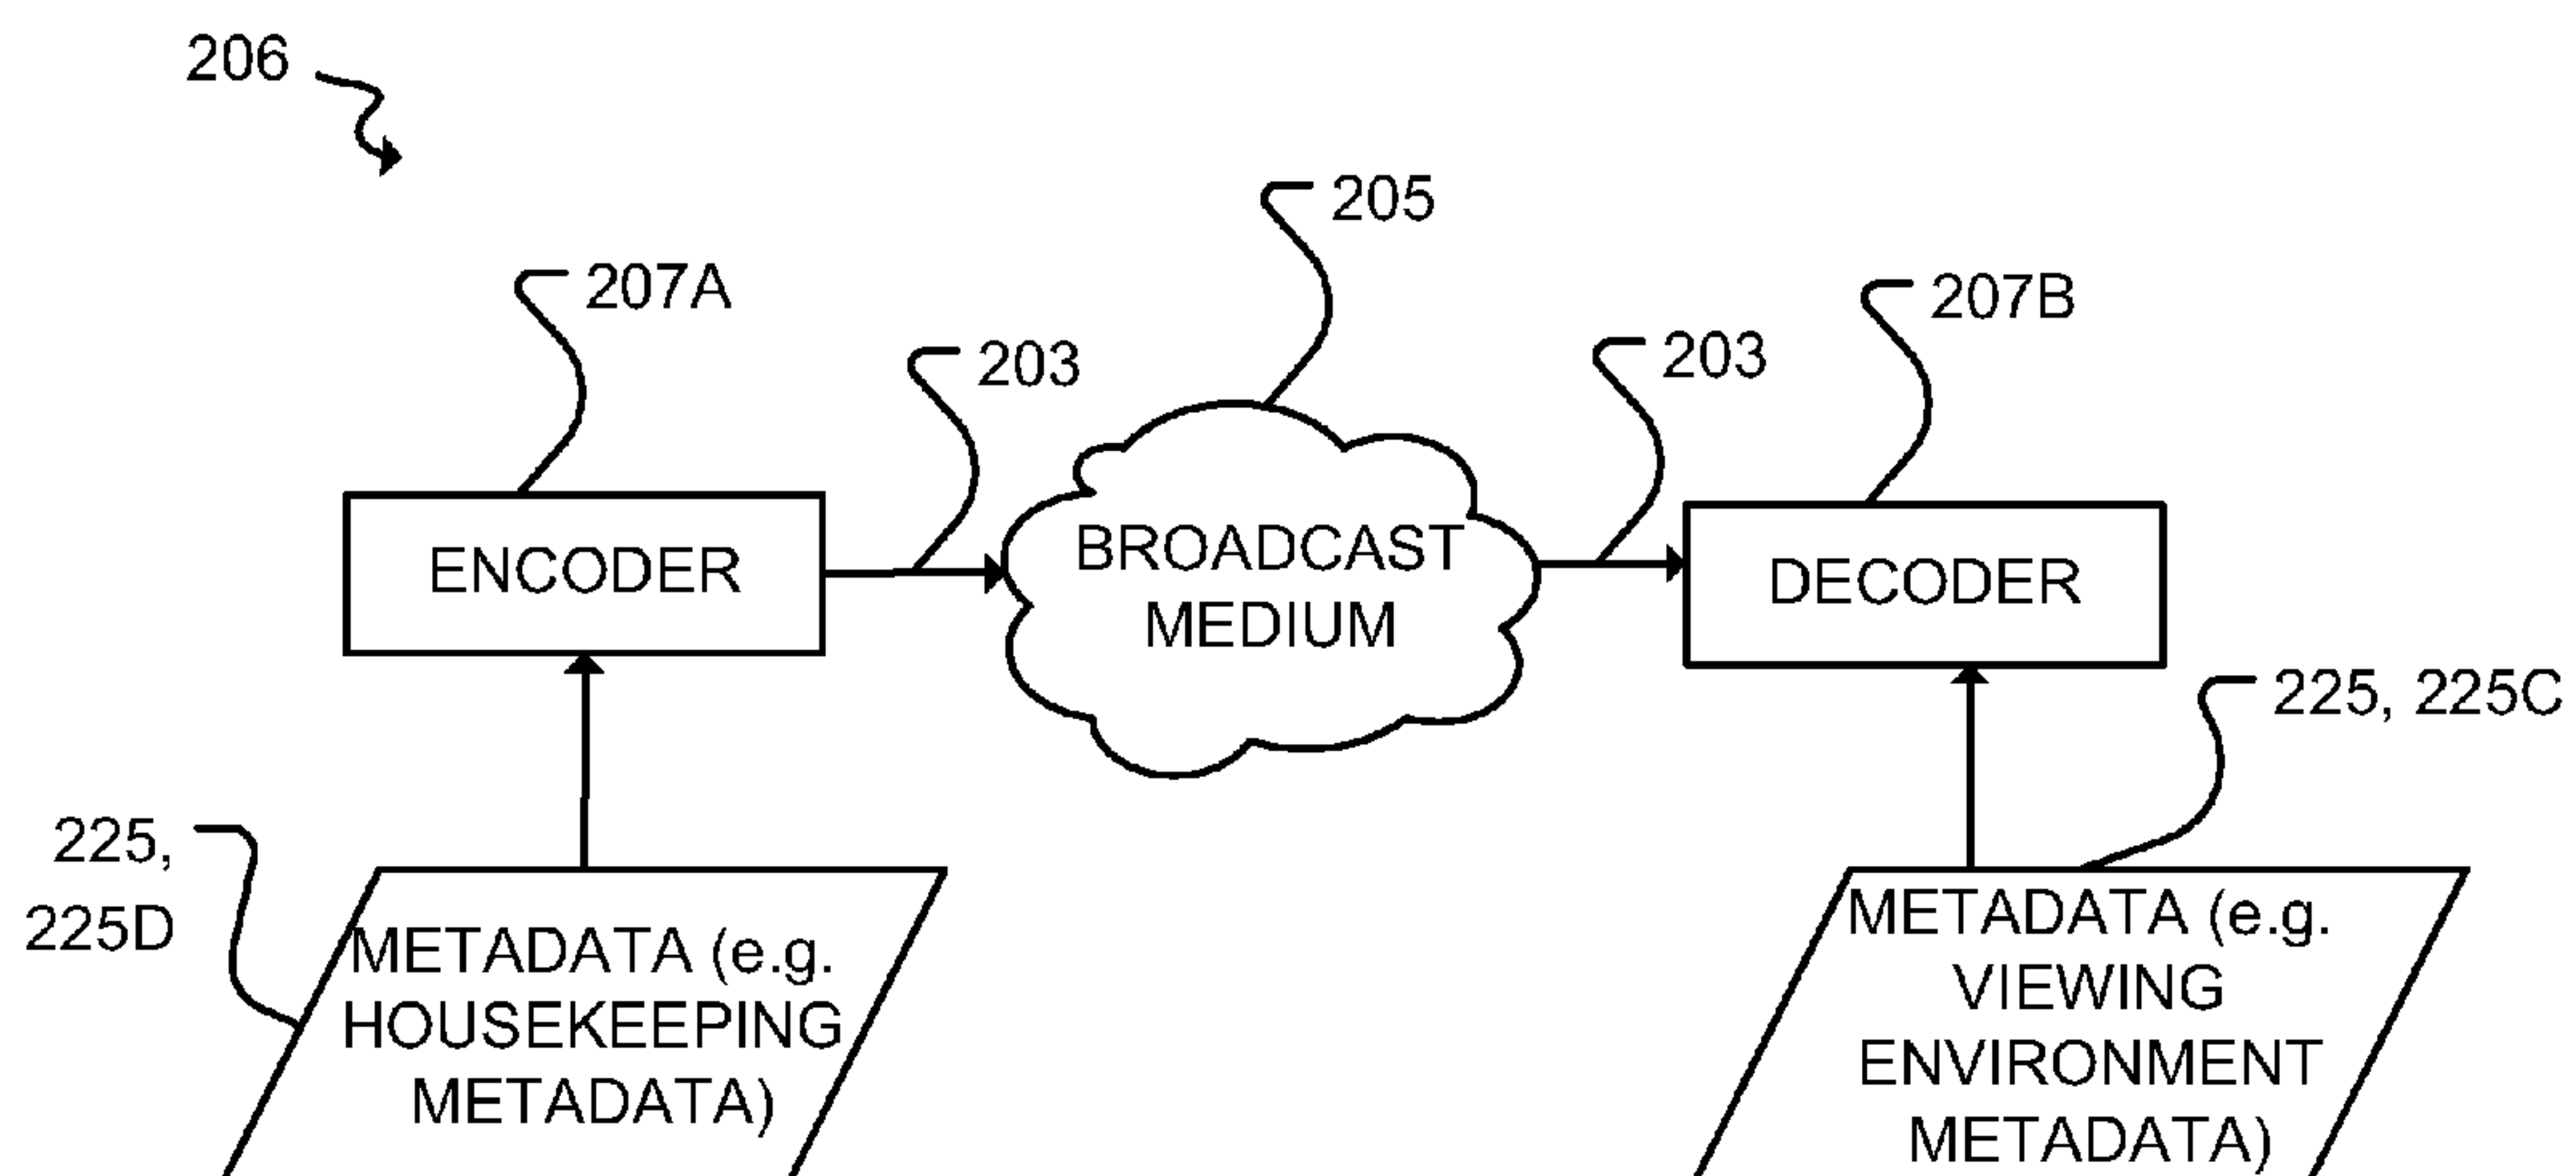 206
205
207A
207B
203
203
ENCODER
BROADCAST
MEDIUM
DECODER
225, 225C
225,
225D
METADATA (e.g.
HOUSEKEEPING
METADATA)
METADATA (e.g.
VIEWING
ENVIRONMENT
METADATA)